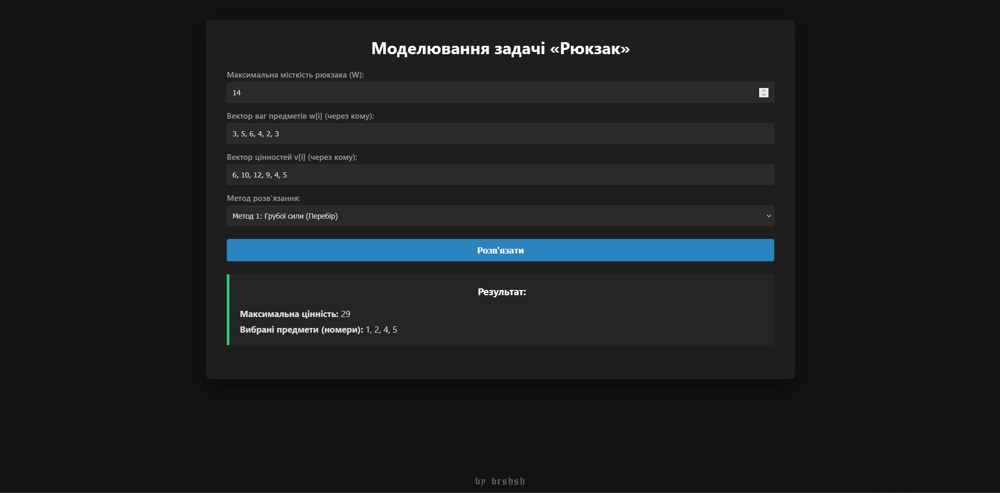 Моделювання задачі «Рюкзак»
Максимальна місткість рюкзака (W):
14
Вектор ваг предметів w[i] (через кому):
3, 5, 6, 4, 2, 3
Вектор цінностей v[i] (через кому):
6, 10, 12, 9, 4, 5
Метод розв'язання:
Метод 1: Грубої сили (Перебір)
Розв'язати
Результат:
Максимальна цінність: 29
Вибрані предмети (номери): 1, 2, 4, 5
by brshsh